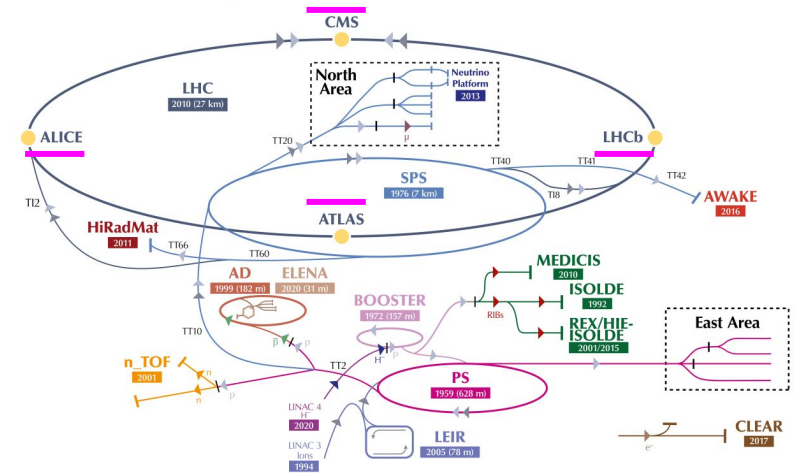 CMS
LHC
2010 (27 km)
North
Area
Neutrino
Platform
2013
μ
ALICE
LHCb
TT20
TT40
TT41
TT42
SPS
1976 (7 km)
TI8
AWAKE
2016
TI2
ATLAS
HiRadMat
2011
TT66
TT60
AD
1999 (182 m)
ELENA
2020 (31 m)
MEDICIS
2010
ISOLDE
1992
RIBs
REX/HIE-
ISOLDE
2001/2015
BOOSTER
1972 (157 m)
East Area
TT10
p̅
p
H⁻
p
n_TOF
2001
n
n
p
TT2
PS
1959 (628 m)
LINAC 4
H⁻
2020
LINAC 3
Ions
1994
LEIR
2005 (78 m)
CLEAR
2017
e⁻